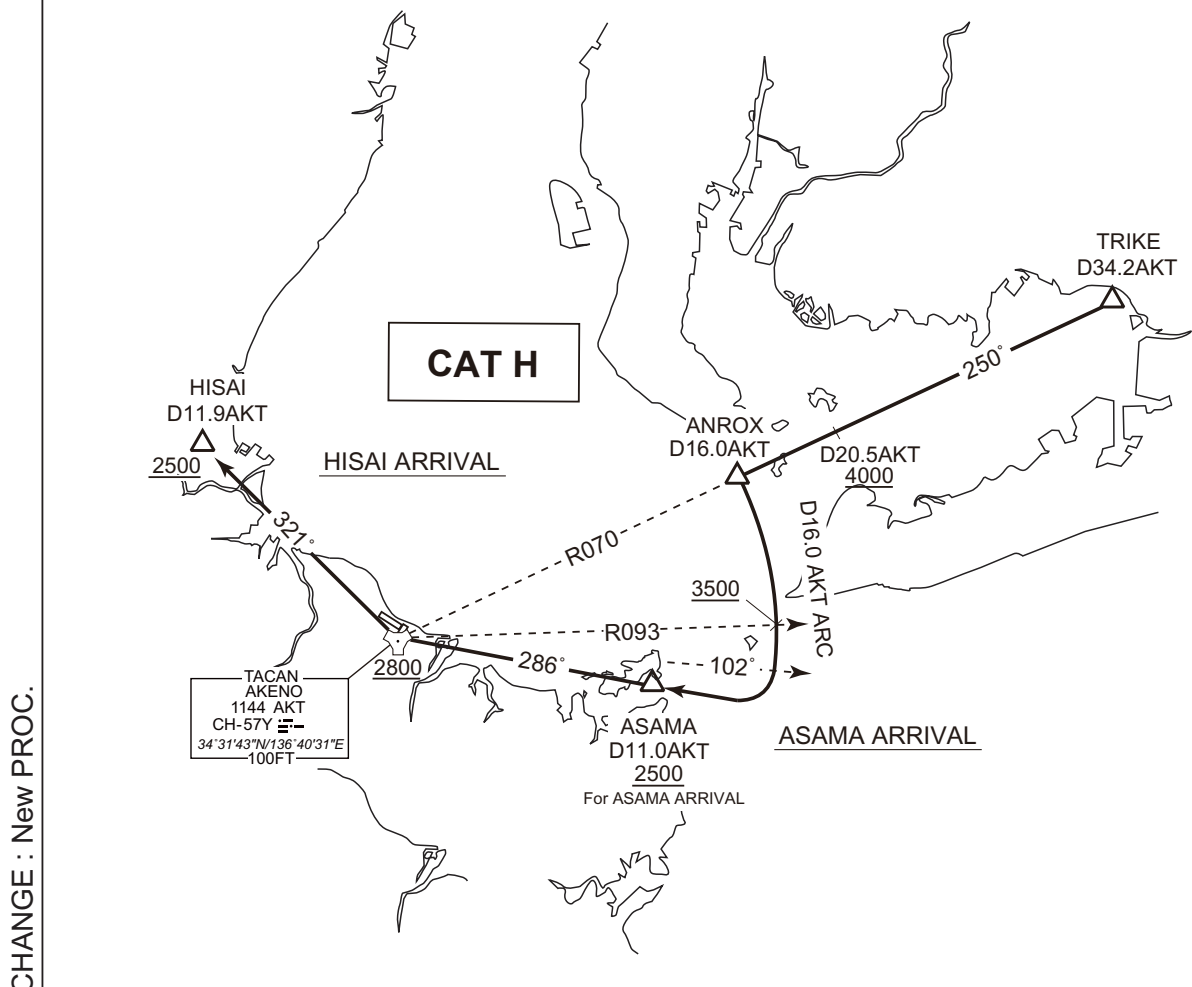 TRIKE
D34.2AKT
250°
CAT H
HISAI
D11.9AKT
2500
HISAI ARRIVAL
ANROX
D16.0AKT
D20.5AKT
4000
321°
R070
D16.0 AKT ARC
3500
R093
102°
286°
2800
TACAN
AKENO
1144 AKT
CH-57Y
34°31'43"N/136°40'31"E
100FT
ASAMA
D11.0AKT
2500
For ASAMA ARRIVAL
ASAMA ARRIVAL
CHANGE : New PROC.